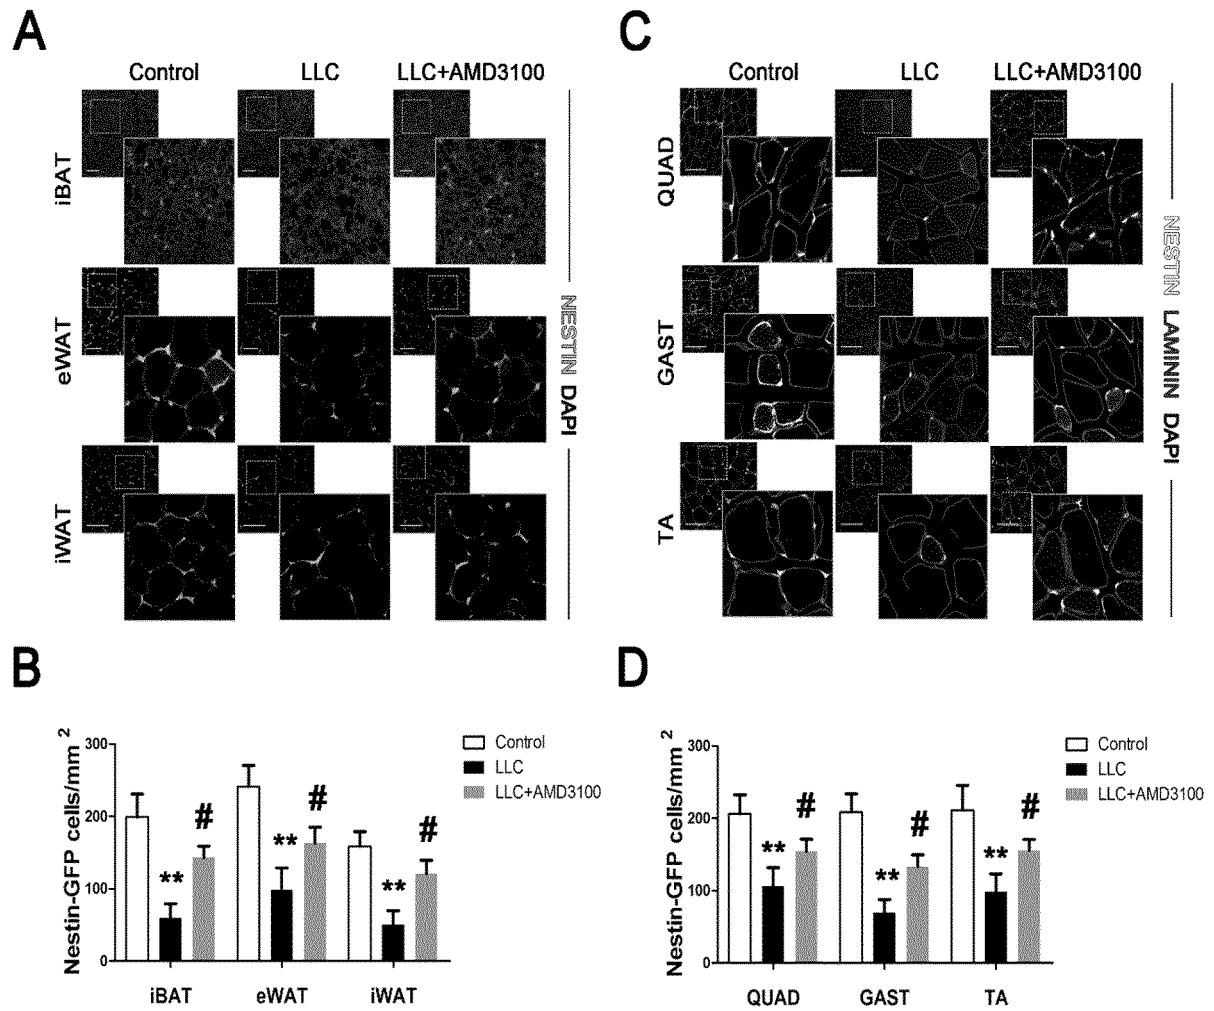 A
Control LLC LLC+AMD3100
iBAT
eWAT
iWAT
NESTIN DAPI
C
Control LLC LLC+AMD3100
QUAD
GAST
TA
NESTIN LAMININ DAPI
B
Nestin-GFP cells/mm2
300
200
100
0
** #
** #
** #
iBAT eWAT iWAT
Control
LLC
LLC+AMD3100
D
Nestin-GFP cells/mm2
300
200
100
0
** #
** #
** #
QUAD GAST TA
Control
LLC
LLC+AMD3100